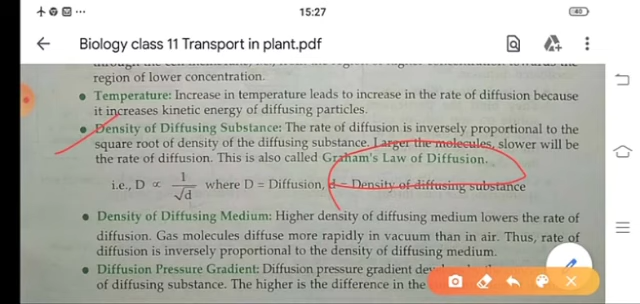 15:27
40
Biology class 11 Transport in plant.pdf
region of lower concentration.
• Temperature: Increase in temperature leads to increase in the rate of diffusion because
it increases kinetic energy of diffusing particles.
• Density of Diffusing Substance: The rate of diffusion is inversely proportional to the
square root of density of the diffusing substance. Larger the molecules, slower will be
the rate of diffusion. This is also called Graham's Law of Diffusion.
i.e., D ∝ 1/√d where D = Diffusion, d = Density of diffusing substance
• Density of Diffusing Medium: Higher density of diffusing medium lowers the rate of
diffusion. Gas molecules diffuse more rapidly in vacuum than in air. Thus, rate of
diffusion is inversely proportional to the density of diffusing medium.
• Diffusion Pressure Gradient: Diffusion pressure gradient
of diffusing substance. The higher is the difference in the